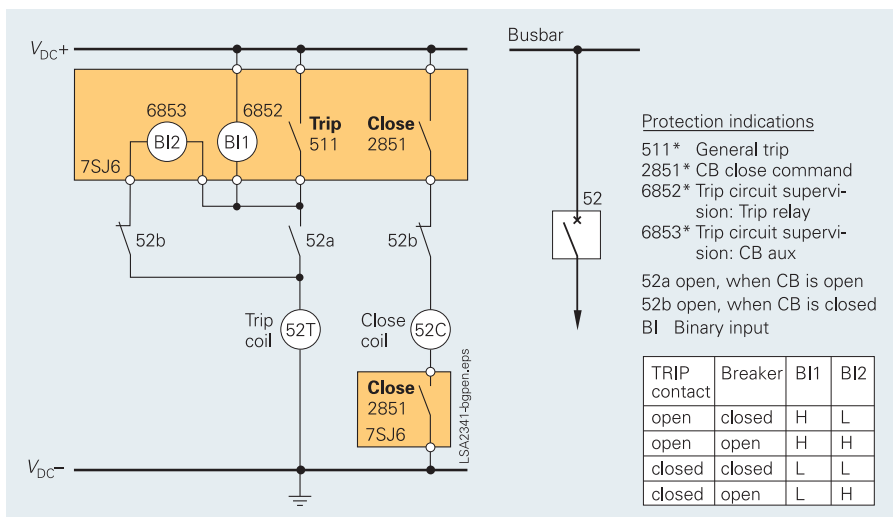 V_DC+
Busbar
6853
6852
BI2
BI1
Trip
511
Close
2851
7SJ6
52b
52a
52b
Trip
coil
52T
Close
coil
52C
Close
2851
7SJ6
LSA2341-bgpen.eps
V_DC−
52
Protection indications
511* General trip
2851* CB close command
6852* Trip circuit supervi-
sion: Trip relay
6853* Trip circuit supervi-
sion: CB aux
52a open, when CB is open
52b open, when CB is closed
BI Binary input
TRIP contact Breaker BI1 BI2
open closed H L
open open H H
closed closed L L
closed open L H